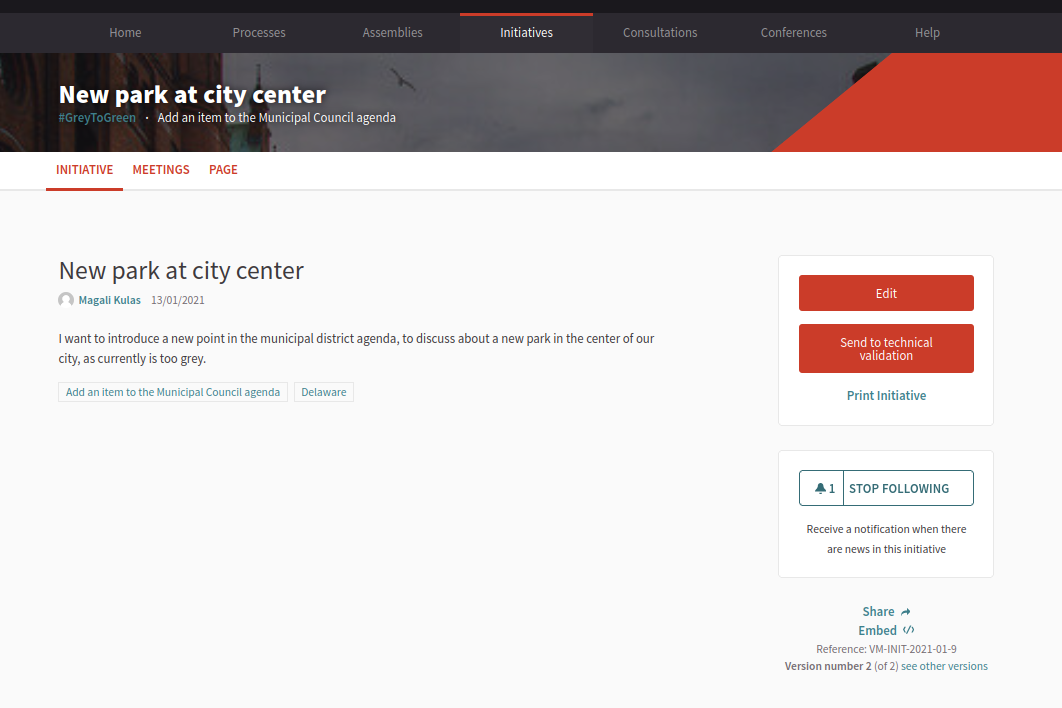 Home Processes Assemblies Initiatives Consultations Conferences Help
New park at city center
#GreyToGreen · Add an item to the Municipal Council agenda
INITIATIVE MEETINGS PAGE
New park at city center
Magali Kulas 13/01/2021
I want to introduce a new point in the municipal district agenda, to discuss about a new park in the center of our
city, as currently is too grey.
Add an item to the Municipal Council agenda Delaware
Edit
Send to technical
validation
Print Initiative
1 STOP FOLLOWING
Receive a notification when there
are news in this initiative
Share
Embed
Reference: VM-INIT-2021-01-9
Version number 2 (of 2) see other versions